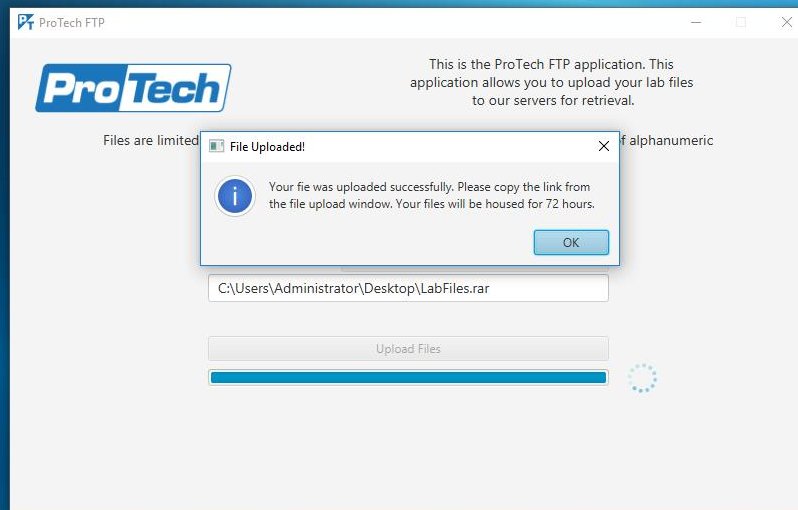 ProTech FTP
ProTech
This is the ProTech FTP application. This
application allows you to upload your lab files
to our servers for retrieval.
Files are limited
f alphanumeric
File Uploaded!
Your fie was uploaded successfully. Please copy the link from
the file upload window. Your files will be housed for 72 hours.
OK
C:\Users\Administrator\Desktop\LabFiles.rar
Upload Files